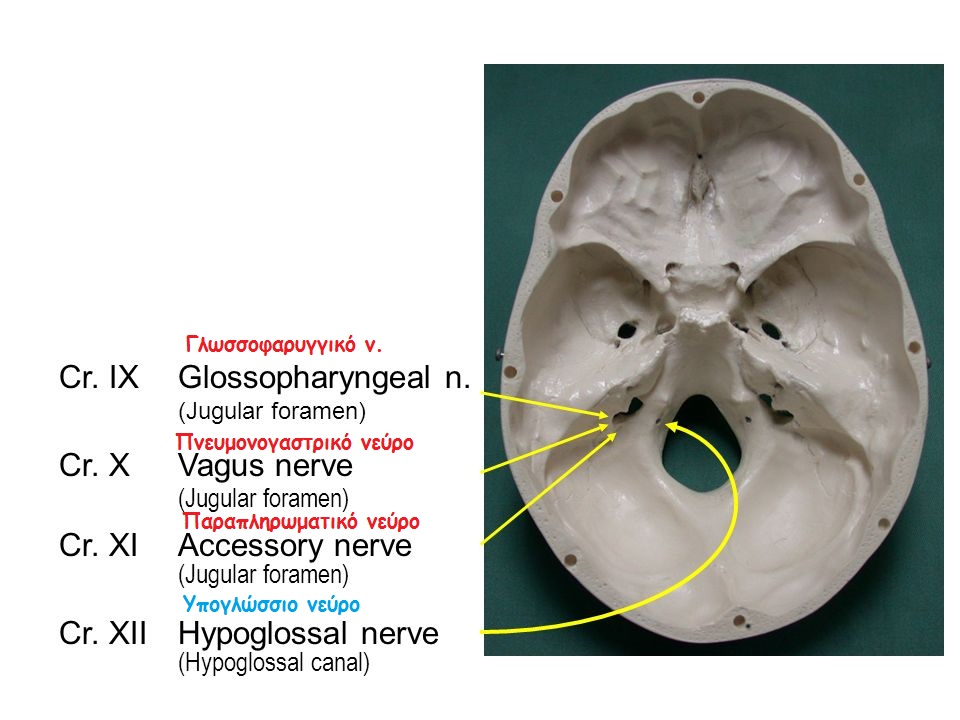 Γλωσσοφαρυγγικό ν.
Cr. IX Glossopharyngeal n.
(Jugular foramen)
Πνευμονογαστρικό νεύρο
Cr. X Vagus nerve
(Jugular foramen)
Παραπληρωματικό νεύρο
Cr. XI Accessory nerve
(Jugular foramen)
Υπογλώσσιο νεύρο
Cr. XII Hypoglossal nerve
(Hypoglossal canal)